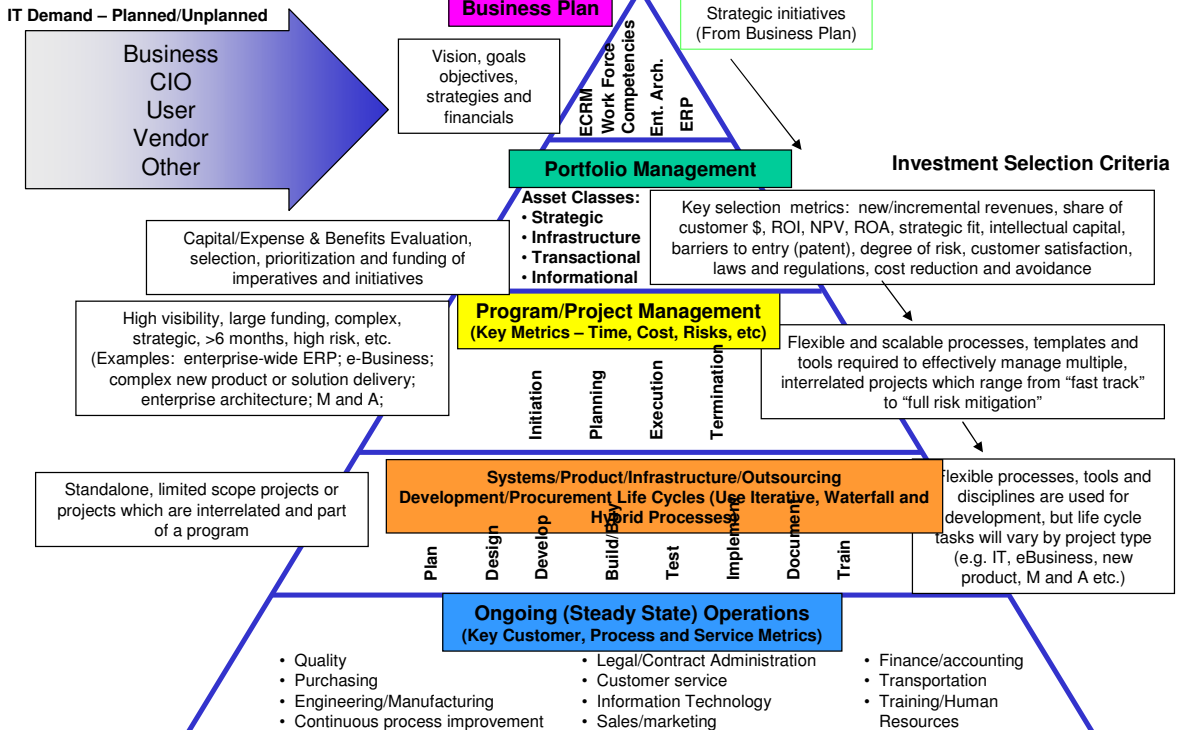 IT Demand – Planned/Unplanned
Business
CIO
User
Vendor
Other
Business Plan
Vision, goals
objectives,
strategies and
financials
Strategic initiatives
(From Business Plan)
ECRM
Work Force
Competencies
Ent. Arch.
ERP
Portfolio Management
Investment Selection Criteria
Asset Classes:
• Strategic
• Infrastructure
• Transactional
• Informational
Capital/Expense & Benefits Evaluation,
selection, prioritization and funding of
imperatives and initiatives
Key selection metrics: new/incremental revenues, share of
customer $, ROI, NPV, ROA, strategic fit, intellectual capital,
barriers to entry (patent), degree of risk, customer satisfaction,
laws and regulations, cost reduction and avoidance
Program/Project Management
(Key Metrics – Time, Cost, Risks, etc)
High visibility, large funding, complex,
strategic, >6 months, high risk, etc.
(Examples: enterprise-wide ERP; e-Business;
complex new product or solution delivery;
enterprise architecture; M and A;
Flexible and scalable processes, templates and
tools required to effectively manage multiple,
interrelated projects which range from “fast track”
to “full risk mitigation”
Initiation
Planning
Execution
Termination
Systems/Product/Infrastructure/Outsourcing
Development/Procurement Life Cycles (Use Iterative, Waterfall and
Hybrid Processes)
Standalone, limited scope projects or
projects which are interrelated and part
of a program
Flexible processes, tools and
disciplines are used for
development, but life cycle
tasks will vary by project type
(e.g. IT, eBusiness, new
product, M and A etc.)
Plan
Design
Develop
Build/Buy
Test
Implement
Document
Train
Ongoing (Steady State) Operations
(Key Customer, Process and Service Metrics)
• Quality
• Purchasing
• Engineering/Manufacturing
• Continuous process improvement
• Legal/Contract Administration
• Customer service
• Information Technology
• Sales/marketing
• Finance/accounting
• Transportation
• Training/Human
Resources